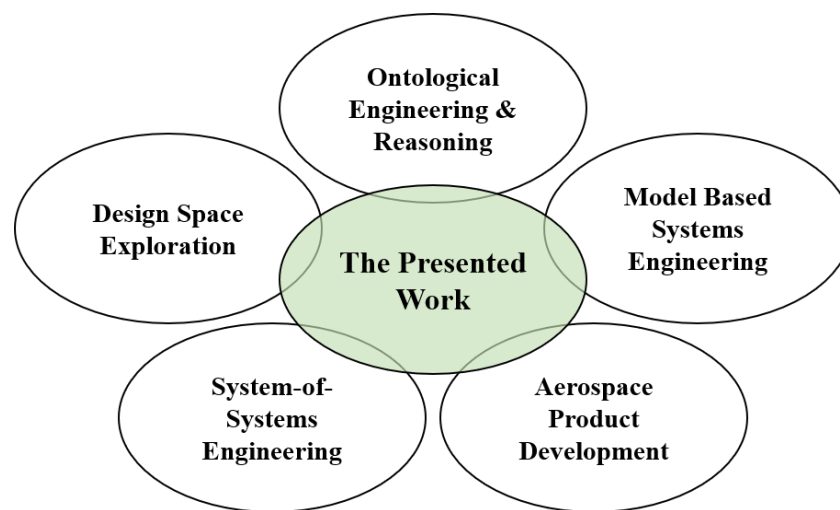 Ontological
Engineering &
Reasoning
Design Space
Exploration
Model Based
Systems
Engineering
The Presented
Work
System-of-
Systems
Engineering
Aerospace
Product
Development